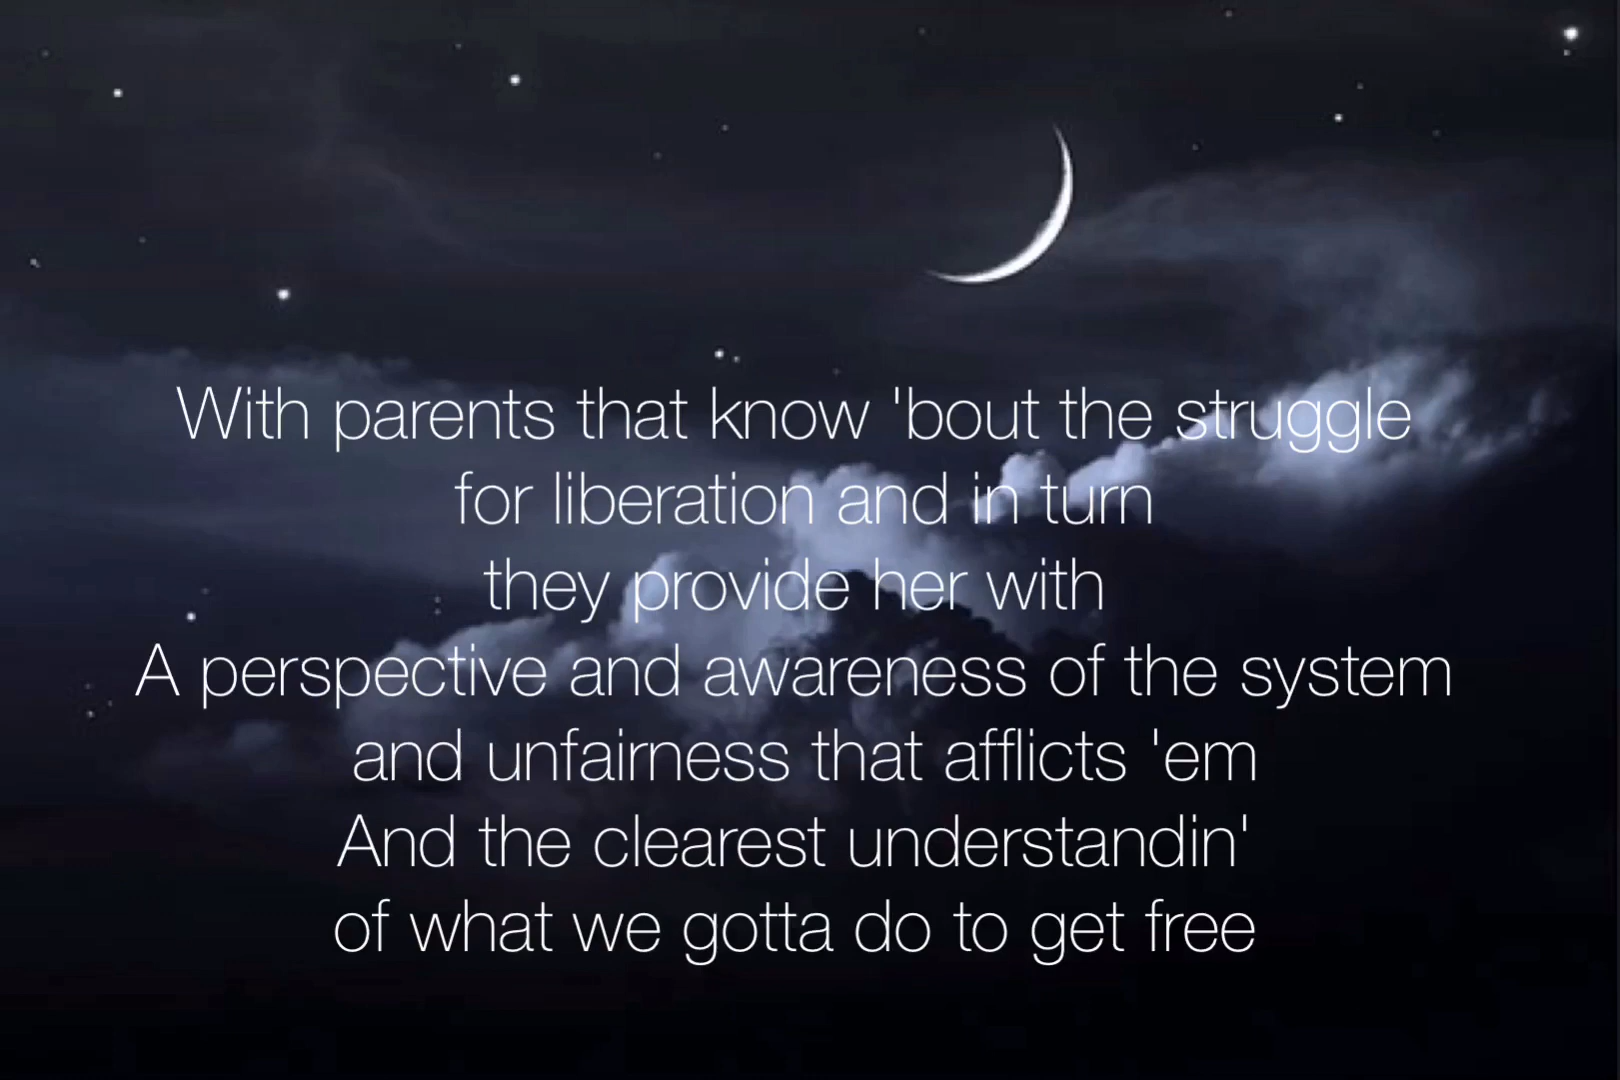 With parents that know 'bout the struggle
for liberation and in turn
they provide her with
A perspective and awareness of the system
and unfairness that afflicts 'em
And the clearest understandin'
of what we gotta do to get free